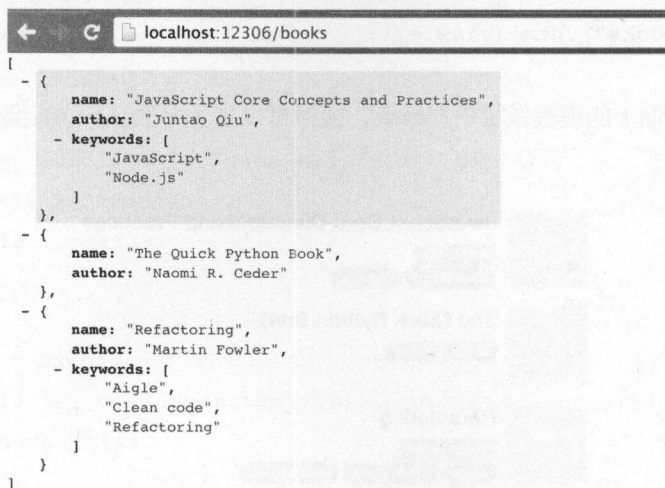 localhost:12306/books
[
- {
name: "JavaScript Core Concepts and Practices",
author: "Juntao Qiu",
- keywords: [
"JavaScript",
"Node.js"
]
},
- {
name: "The Quick Python Book",
author: "Naomi R. Ceder"
},
- {
name: "Refactoring",
author: "Martin Fowler",
- keywords: [
"Aigle",
"Clean code",
"Refactoring"
]
}
]